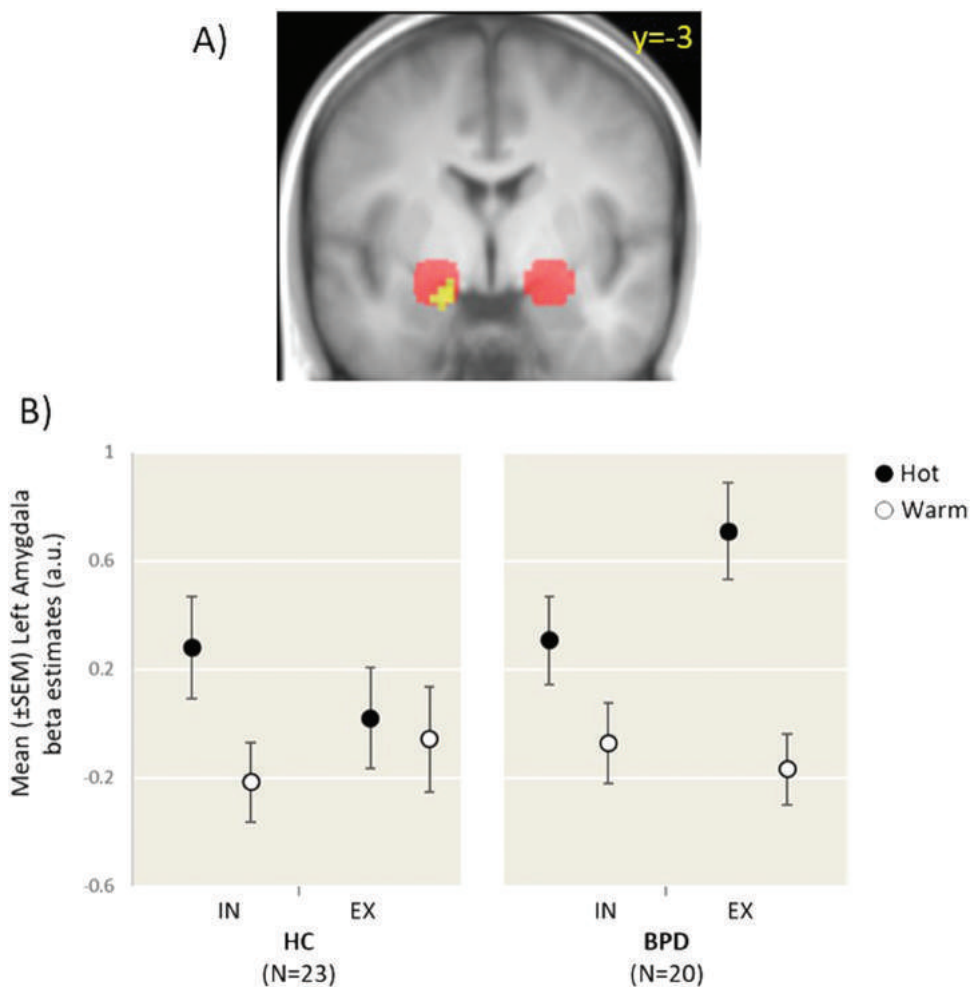 A)
y=-3
B)
Mean (±SEM) Left Amygdala
beta estimates (a.u.)
1
0.6
0.2
-0.2
-0.6
Hot
Warm
IN EX IN EX
HC BPD
(N=23) (N=20)